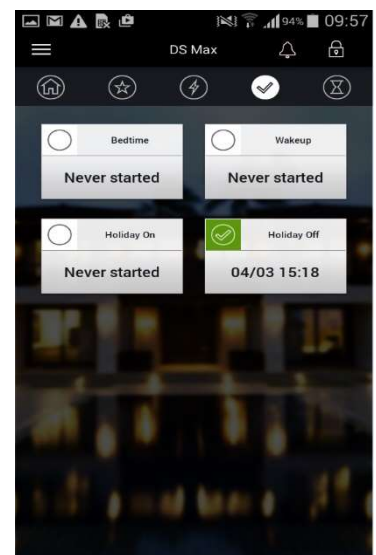 94% 09:57
DS Max
Bedtime Wakeup
Never started Never started
Holiday On Holiday Off
Never started 04/03 15:18